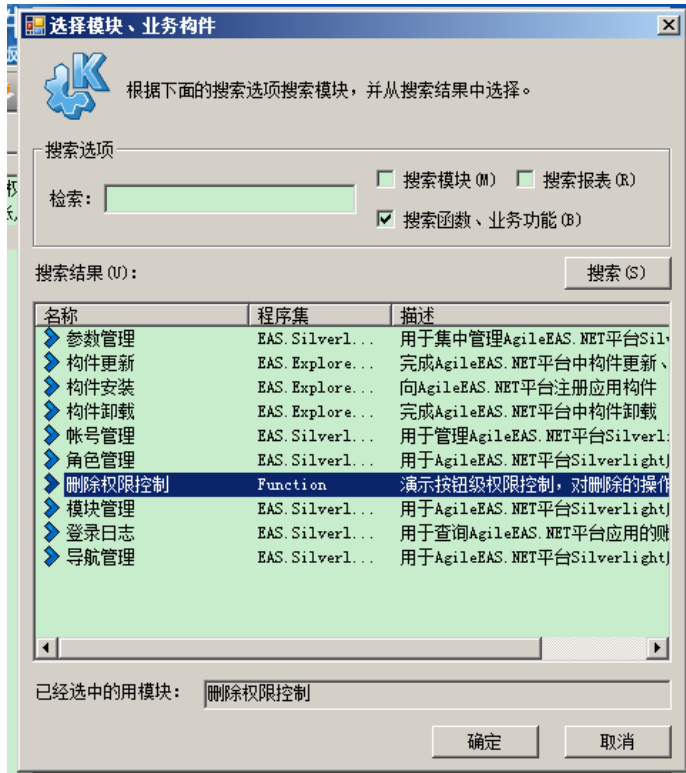 选择模块、业务构件
根据下面的搜索选项搜索模块，并从搜索结果中选择。
搜索选项
检索：
搜索模块(M) 搜索报表(R)
搜索函数、业务功能(B)
搜索结果(U)：
搜索(S)
名称 程序集 描述
参数管理 EAS.Silverl... 用于集中管理AgileEAS.NET平台Sil
构件更新 EAS.Explore... 完成AgileEAS.NET平台中构件更新、
构件安装 EAS.Explore... 向AgileEAS.NET平台注册应用构件
构件卸载 EAS.Explore... 完成AgileEAS.NET平台中构件卸载
帐号管理 EAS.Silverl... 用于管理AgileEAS.NET平台Silverl
角色管理 EAS.Silverl... 用于AgileEAS.NET平台Silverlight
删除权限控制 Function 演示按钮级权限控制，对删除的操作
模块管理 EAS.Silverl... 用于AgileEAS.NET平台Silverlight
登录日志 EAS.Silverl... 用于查询AgileEAS.NET平台应用的账
导航管理 EAS.Silverl... 用于AgileEAS.NET平台Silverlight
已经选中的用模块： 删除权限控制
确定 取消